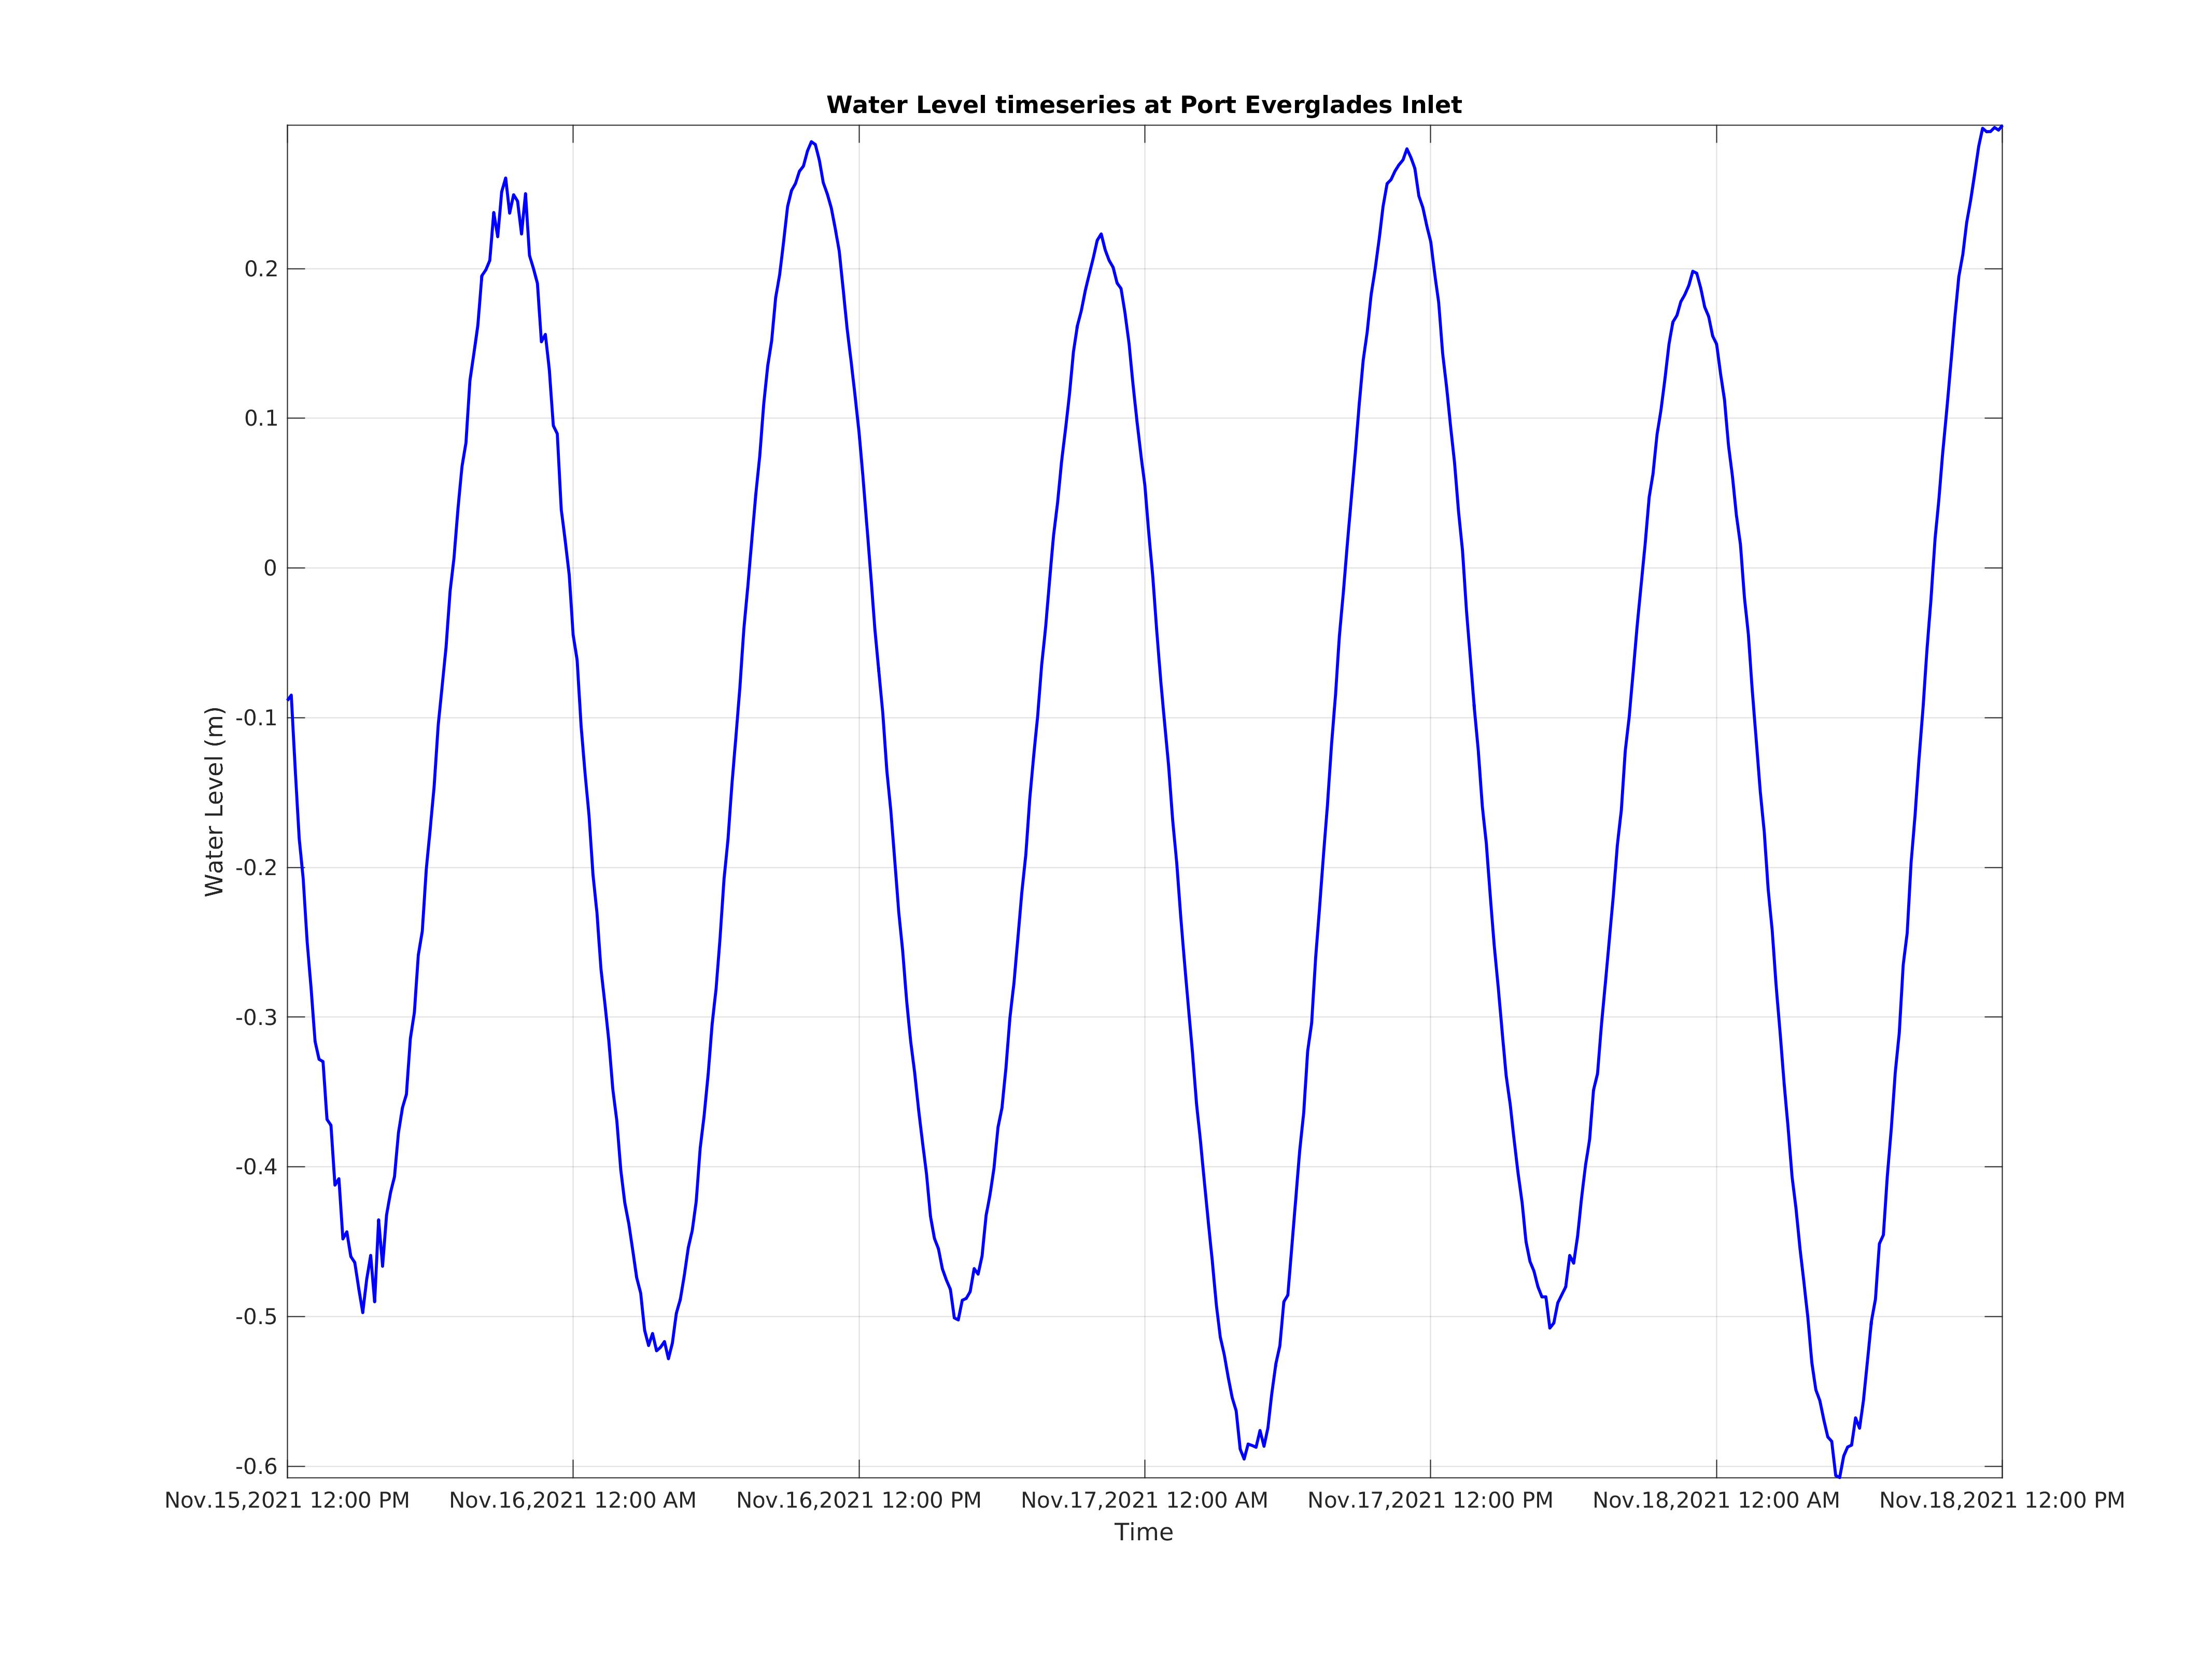 Water Level timeseries at Port Everglades Inlet
0.2
0.1
0
-0.1
-0.2
-0.3
-0.4
-0.5
-0.6
Water Level (m)
Nov.15,2021 12:00 PM
Nov.16,2021 12:00 AM
Nov.16,2021 12:00 PM
Nov.17,2021 12:00 AM
Nov.17,2021 12:00 PM
Nov.18,2021 12:00 AM
Nov.18,2021 12:00 PM
Time